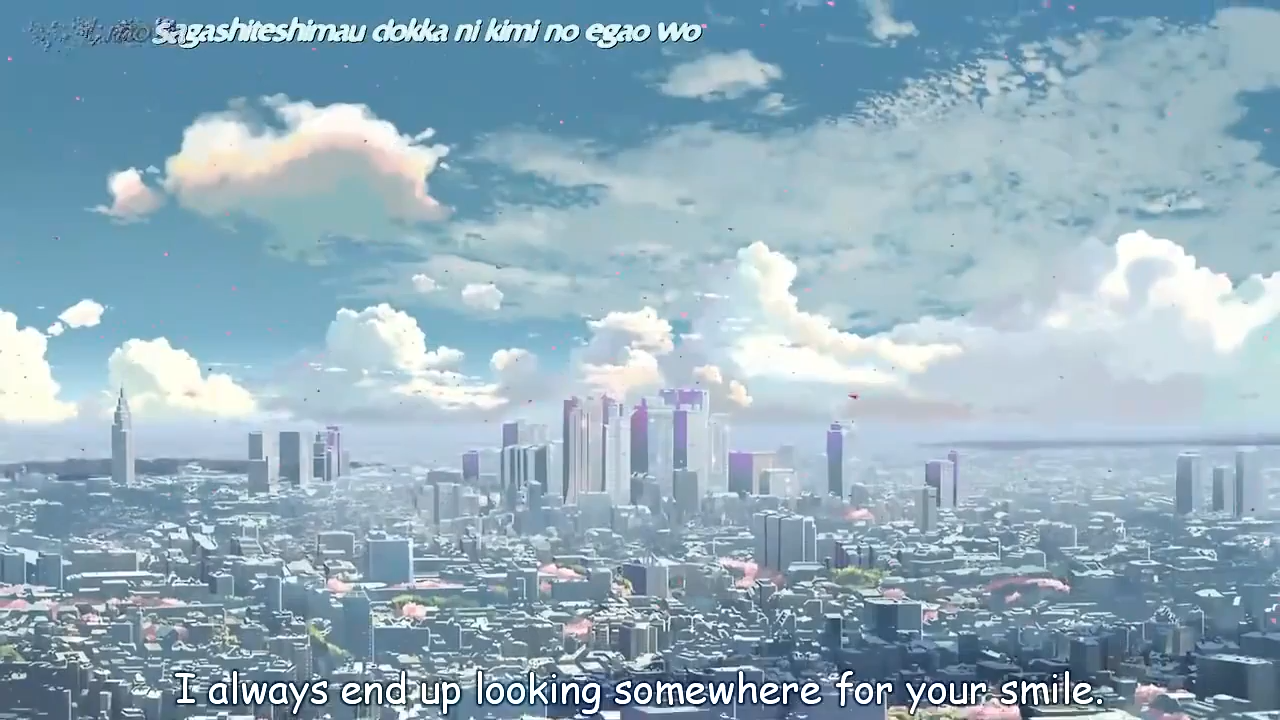 Sagashiteshimau dokka ni kimi no egao wo
I always end up looking somewhere for your smile.